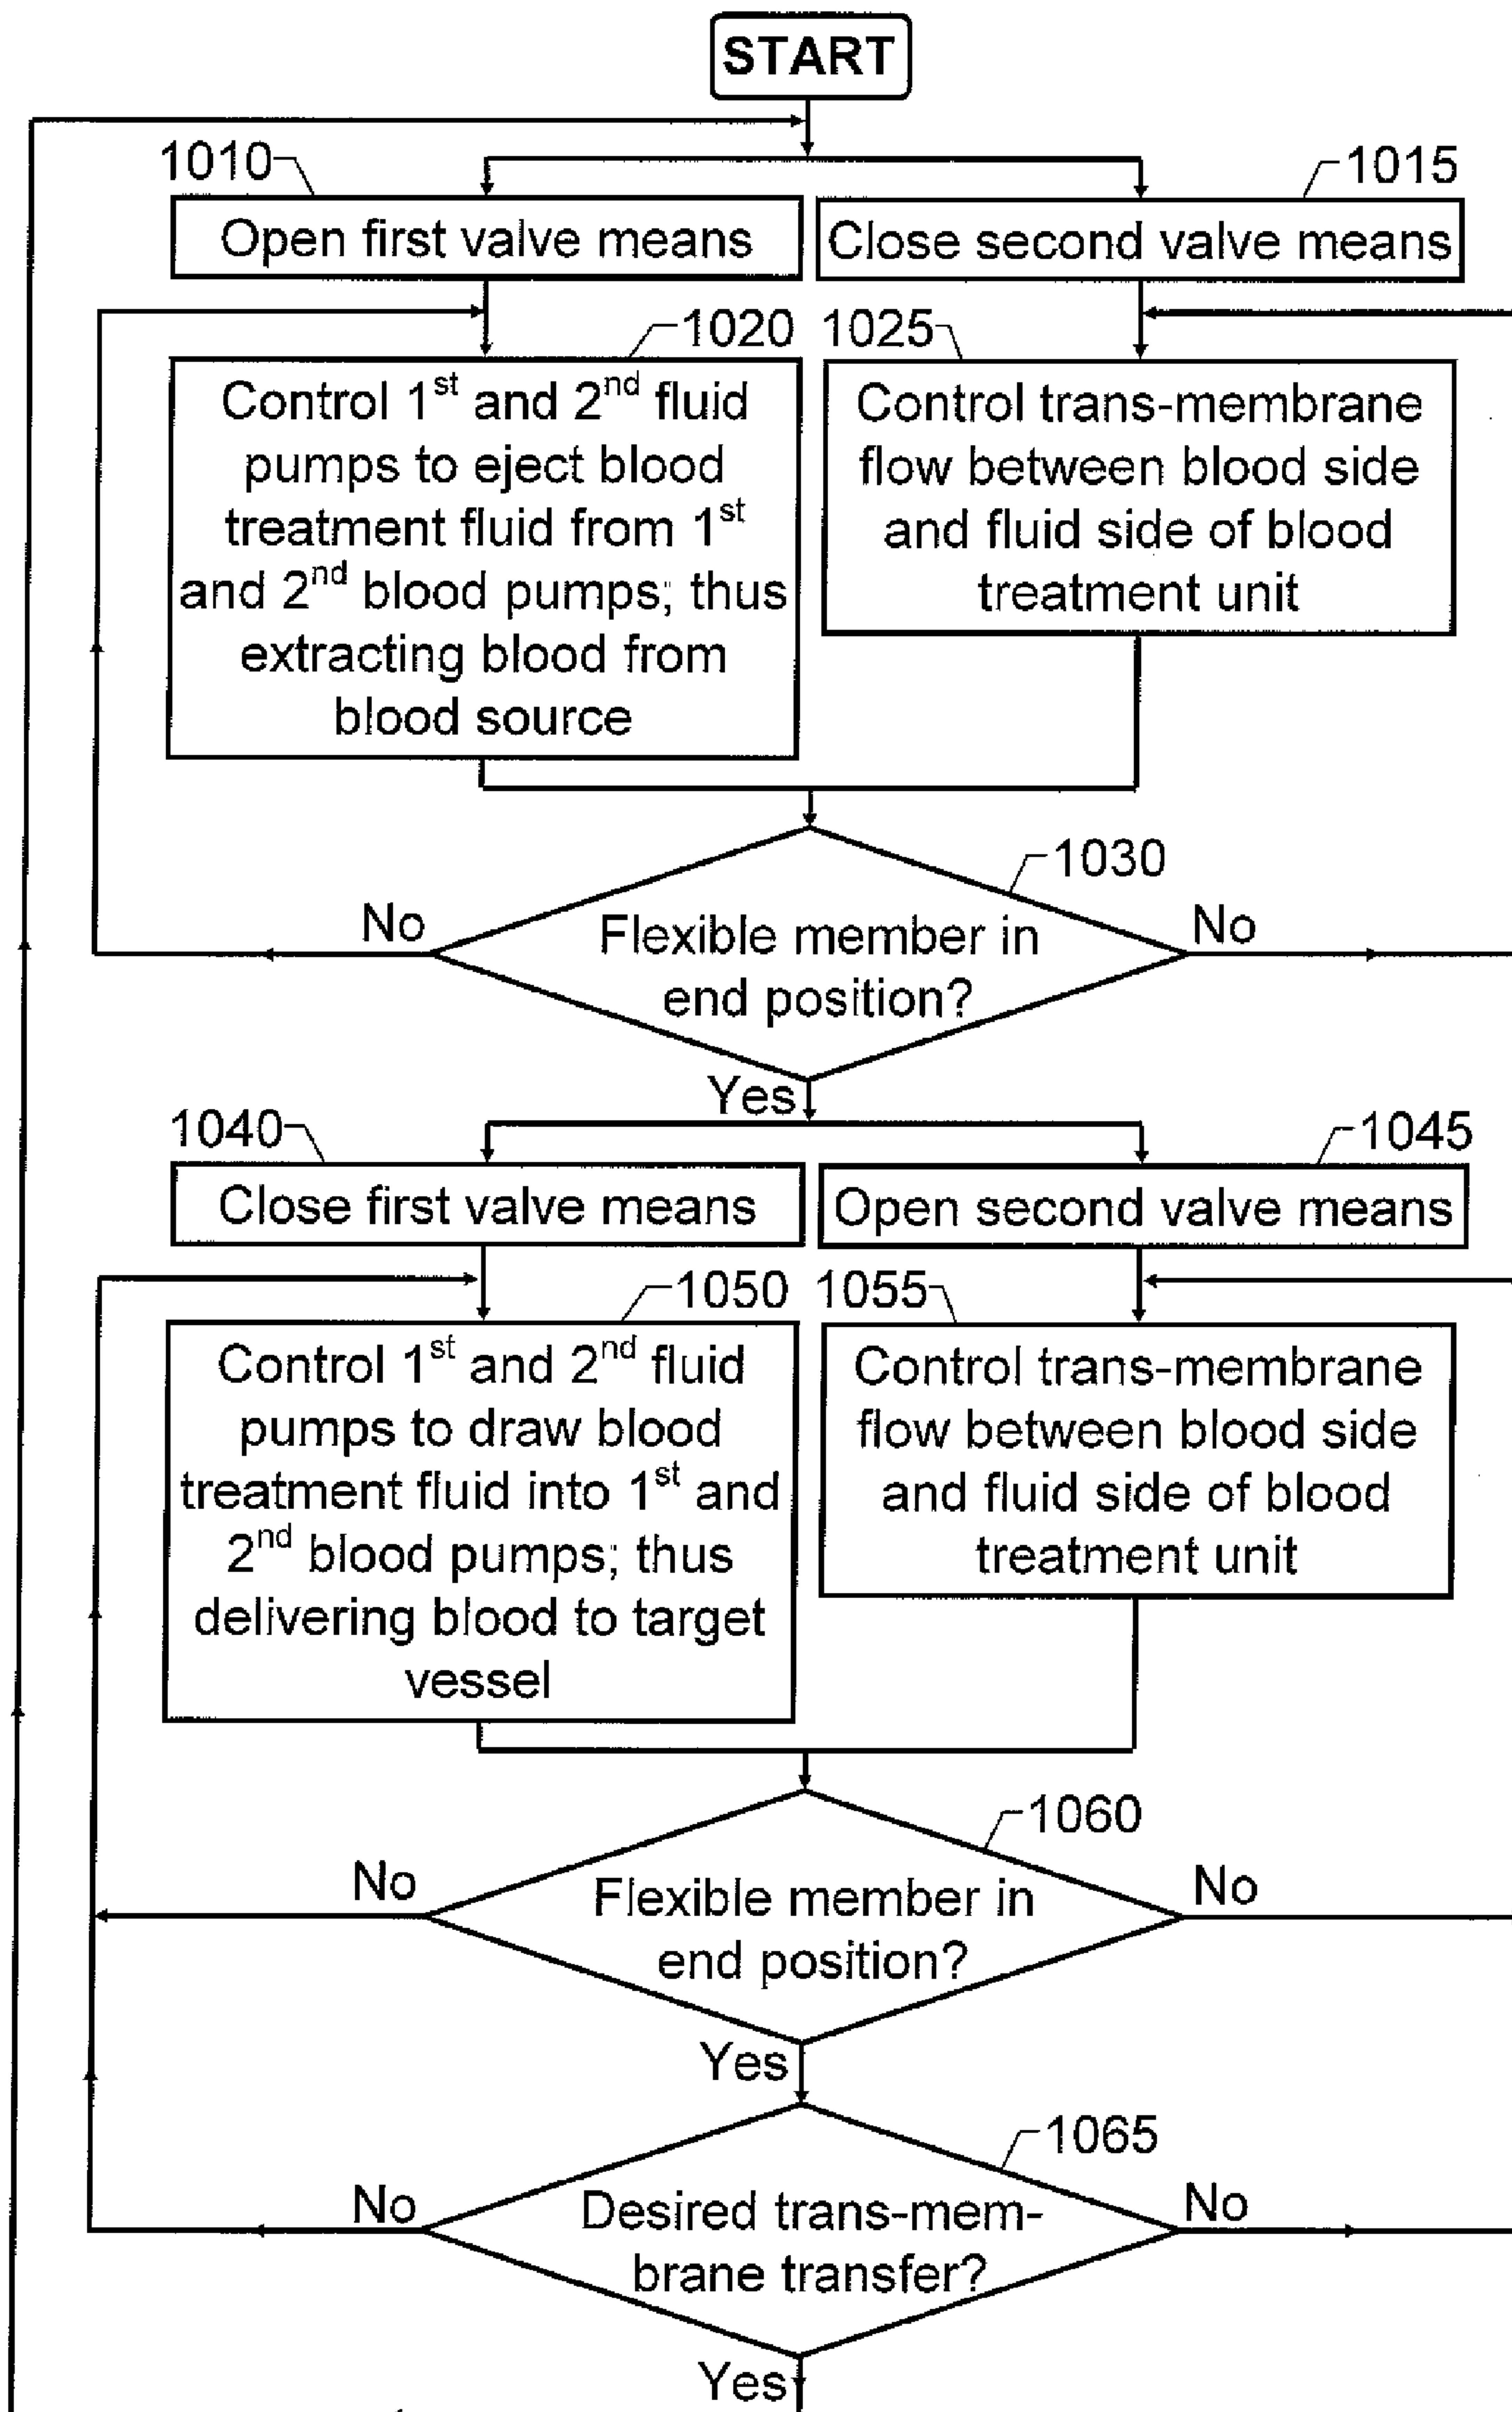 START
1010
1015
Open first valve means
Close second valve means
1020
1025
Control 1st and 2nd fluid
pumps to eject blood
treatment fluid from 1st
and 2nd blood pumps; thus
extracting blood from
blood source
Control trans-membrane
flow between blood side
and fluid side of blood
treatment unit
1030
No
Flexible member in
end position?
No
Yes
1040
1045
Close first valve means
Open second valve means
1050
1055
Control 1st and 2nd fluid
pumps to draw blood
treatment fluid into 1st and
2nd blood pumps; thus
delivering blood to target
vessel
Control trans-membrane
flow between blood side
and fluid side of blood
treatment unit
1060
No
Flexible member in
end position?
No
Yes
1065
No
Desired trans-mem-
brane transfer?
No
Yes